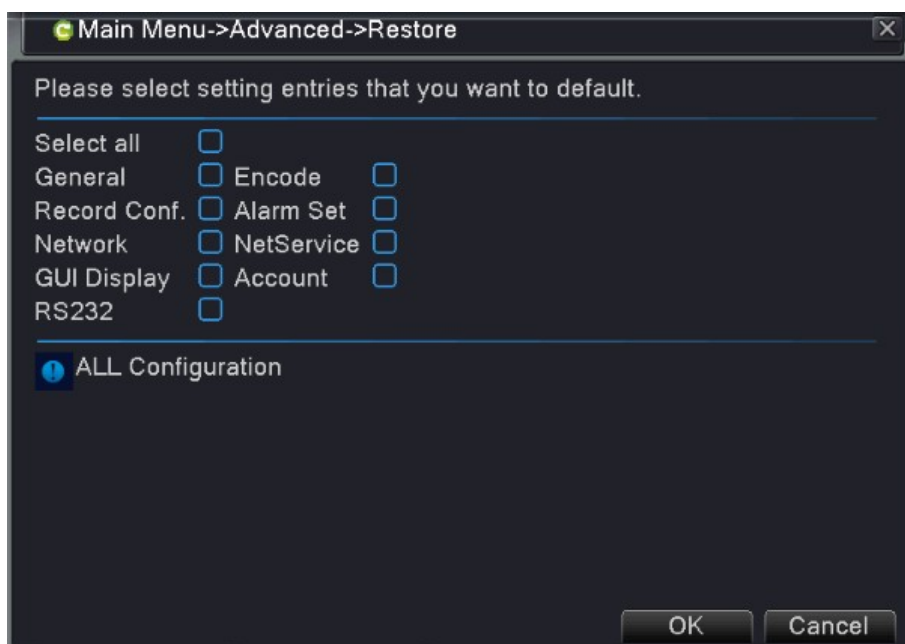 Main Menu->Advanced->Restore
Please select setting entries that you want to default.
Select all
General Encode
Record Conf. Alarm Set
Network NetService
GUI Display Account
RS232
ALL Configuration
OK Cancel